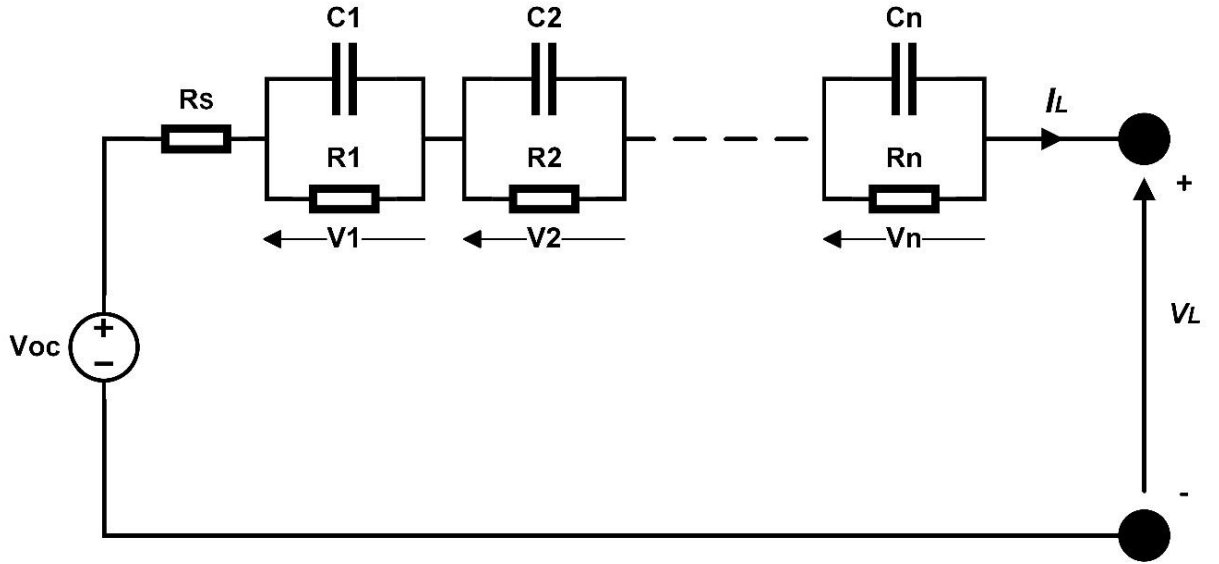 C1
C2
Cn
Rs
IL
R1
R2
Rn
+
V1
V2
Vn
VL
Voc
+
−
-